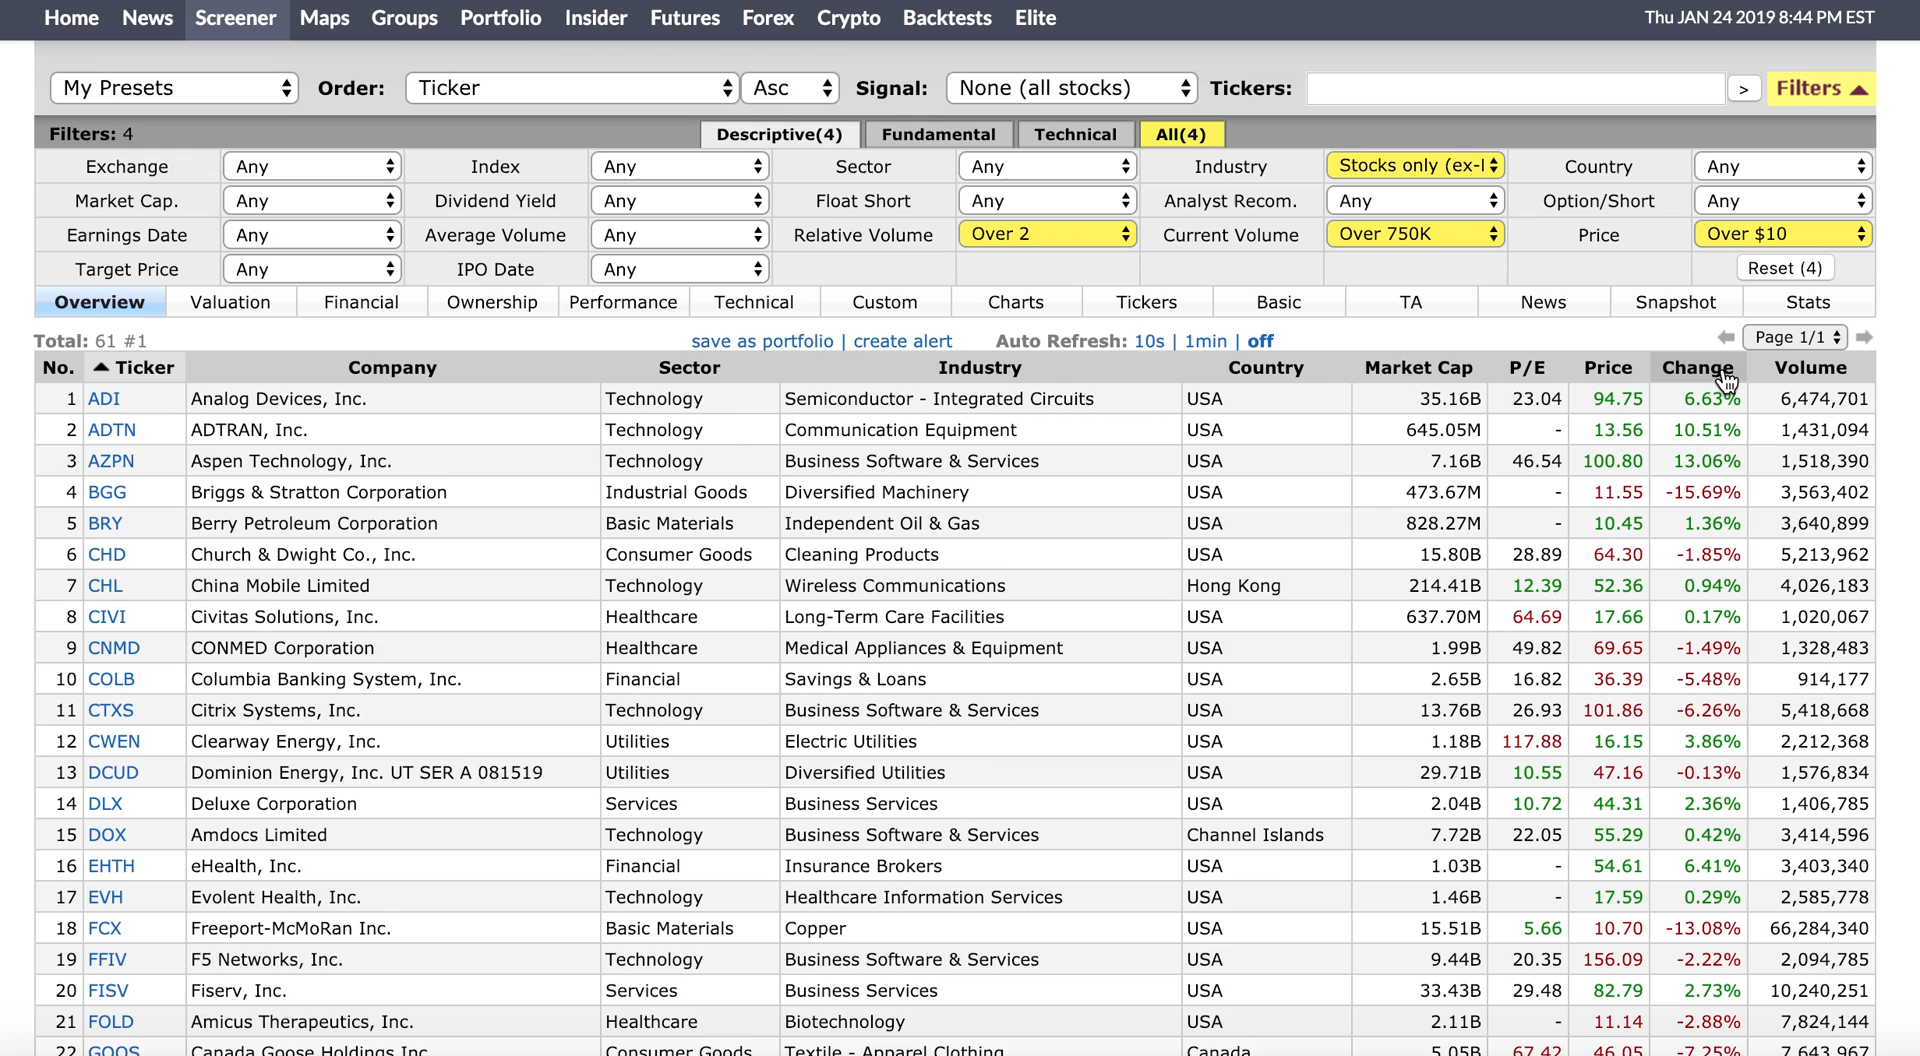 Home News Screener Maps Groups Portfolio Insider Futures Forex Crypto Backtests Elite Thu JAN 24 2019 8:44 PM EST
My Presets Order: Ticker Asc Signal: None (all stocks) Tickers: > Filters
Filters: 4 Descriptive(4) Fundamental Technical All(4)
Exchange Any Index Any Sector Any Industry Stocks only (ex-I Country Any
Market Cap. Any Dividend Yield Any Float Short Any Analyst Recom. Any Option/Short Any
Earnings Date Any Average Volume Any Relative Volume Over 2 Current Volume Over 750K Price Over $10
Target Price Any IPO Date Any Reset (4)
Overview Valuation Financial Ownership Performance Technical Custom Charts Tickers Basic TA News Snapshot Stats
Total: 61 #1 save as portfolio | create alert Auto Refresh: 10s | 1min | off Page 1/1
No. Ticker Company Sector Industry Country Market Cap P/E Price Change Volume
1 ADI Analog Devices, Inc. Technology Semiconductor - Integrated Circuits USA 35.16B 23.04 94.75 6.63% 6,474,701
2 ADTN ADTRAN, Inc. Technology Communication Equipment USA 645.05M - 13.56 10.51% 1,431,094
3 AZPN Aspen Technology, Inc. Technology Business Software & Services USA 7.16B 46.54 100.80 13.06% 1,518,390
4 BGG Briggs & Stratton Corporation Industrial Goods Diversified Machinery USA 473.67M - 11.55 -15.69% 3,563,402
5 BRY Berry Petroleum Corporation Basic Materials Independent Oil & Gas USA 828.27M - 10.45 1.36% 3,640,899
6 CHD Church & Dwight Co., Inc. Consumer Goods Cleaning Products USA 15.80B 28.89 64.30 -1.85% 5,213,962
7 CHL China Mobile Limited Technology Wireless Communications Hong Kong 214.41B 12.39 52.36 0.94% 4,026,183
8 CIVI Civitas Solutions, Inc. Healthcare Long-Term Care Facilities USA 637.70M 64.69 17.66 0.17% 1,020,067
9 CNMD CONMED Corporation Healthcare Medical Appliances & Equipment USA 1.99B 49.82 69.65 -1.49% 1,328,483
10 COLB Columbia Banking System, Inc. Financial Savings & Loans USA 2.65B 16.82 36.39 -5.48% 914,177
11 CTXS Citrix Systems, Inc. Technology Business Software & Services USA 13.76B 26.93 101.86 -6.26% 5,418,668
12 CWEN Clearway Energy, Inc. Utilities Electric Utilities USA 1.18B 117.88 16.15 3.86% 2,212,368
13 DCUD Dominion Energy, Inc. UT SER A 081519 Utilities Diversified Utilities USA 29.71B 10.55 47.16 -0.13% 1,576,834
14 DLX Deluxe Corporation Services Business Services USA 2.04B 10.72 44.31 2.36% 1,406,785
15 DOX Amdocs Limited Technology Business Software & Services Channel Islands 7.72B 22.05 55.29 0.42% 3,414,596
16 EHTH eHealth, Inc. Financial Insurance Brokers USA 1.03B - 54.61 6.41% 3,403,340
17 EVH Evolent Health, Inc. Technology Healthcare Information Services USA 1.46B - 17.59 0.29% 2,585,778
18 FCX Freeport-McMoRan Inc. Basic Materials Copper USA 15.51B 5.66 10.70 -13.08% 66,284,340
19 FFIV F5 Networks, Inc. Technology Business Software & Services USA 9.44B 20.35 156.09 -2.22% 2,094,785
20 FISV Fiserv, Inc. Services Business Services USA 33.43B 29.48 82.79 2.73% 10,240,251
21 FOLD Amicus Therapeutics, Inc. Healthcare Biotechnology USA 2.11B - 11.14 -2.88% 7,824,144
22 GOOS Canada Goose Holdings Inc. Consumer Goods Textile - Apparel Clothing Canada 5.05B 67.42 46.05 -7.25% 7,643,967